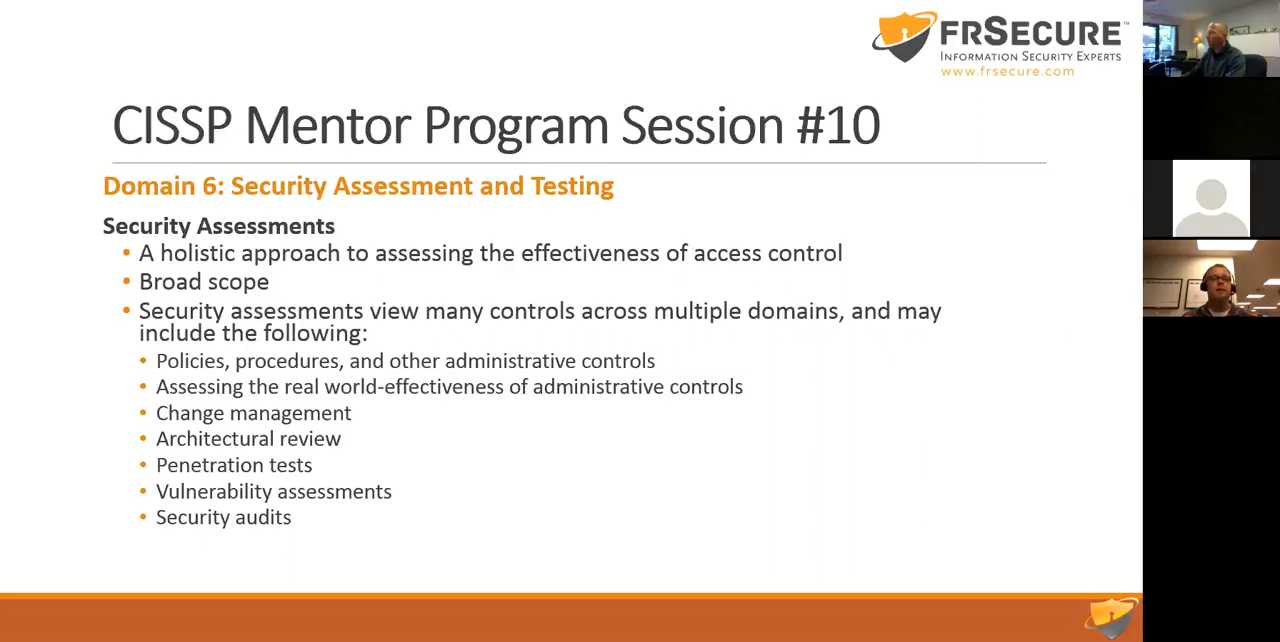 FRSECURE™
INFORMATION SECURITY EXPERTS
www.frsecure.com
CISSP Mentor Program Session #10
Domain 6: Security Assessment and Testing
Security Assessments
• A holistic approach to assessing the effectiveness of access control
• Broad scope
• Security assessments view many controls across multiple domains, and may
include the following:
• Policies, procedures, and other administrative controls
• Assessing the real world-effectiveness of administrative controls
• Change management
• Architectural review
• Penetration tests
• Vulnerability assessments
• Security audits